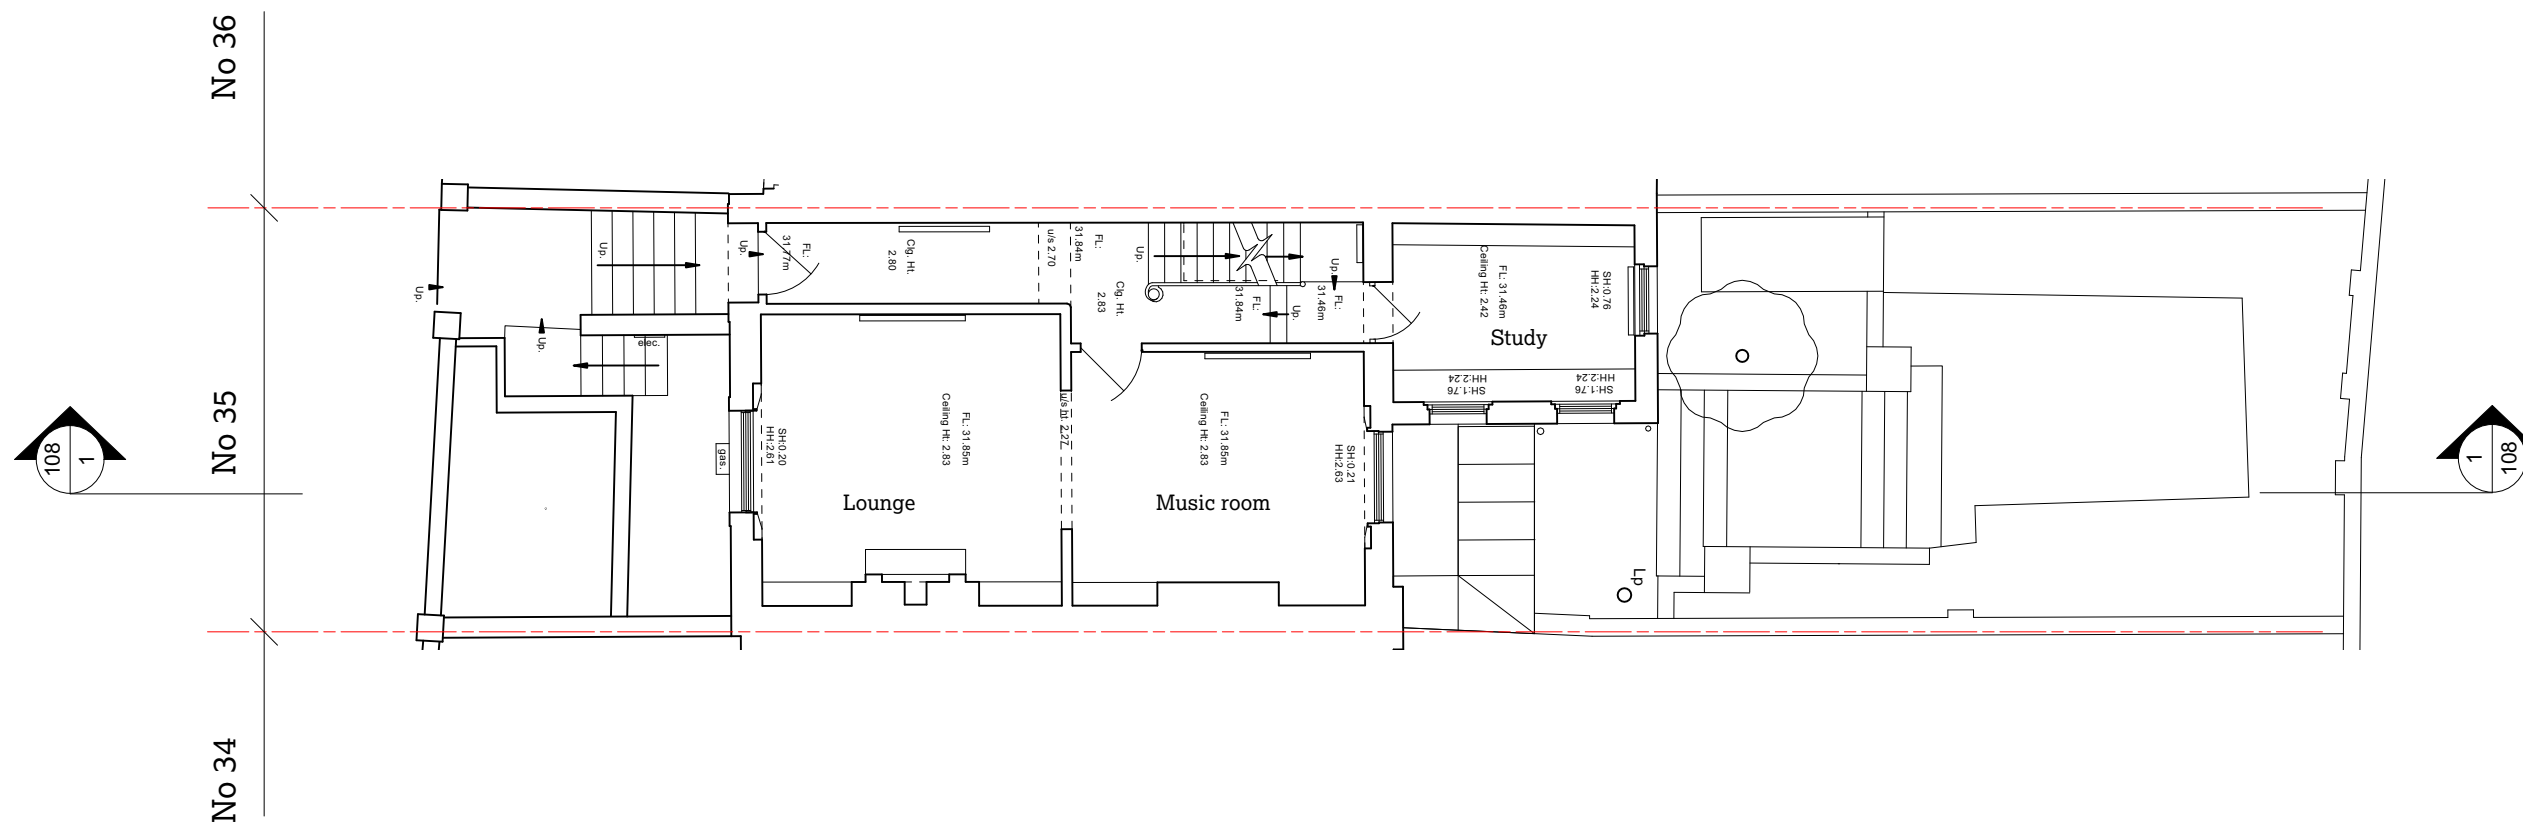 No 36
No 35
No 34
108
1
Up.
Up.
Up.
elec.
Up.
FL:
31.77m
Clg. Ht.
2.80
u/s 2.70
FL:
31.84m
Clg. Ht.
2.83
Up.
FL:
31.84m
Up.
Up.
FL:
31.46m
Ceiling Ht: 2.42
FL: 31.46m
Study
SH:0.76
HH:2.24
SH:1.76
HH:2.24
SH:1.76
HH:2.24
gas.
SH:0.20
HH:2.61
FL: 31.85m
Ceiling Ht: 2.83
Lounge
u/s ht. 2.27
FL: 31.85m
Ceiling Ht: 2.83
Music room
SH:0.21
HH:2.63
Lp
1
108